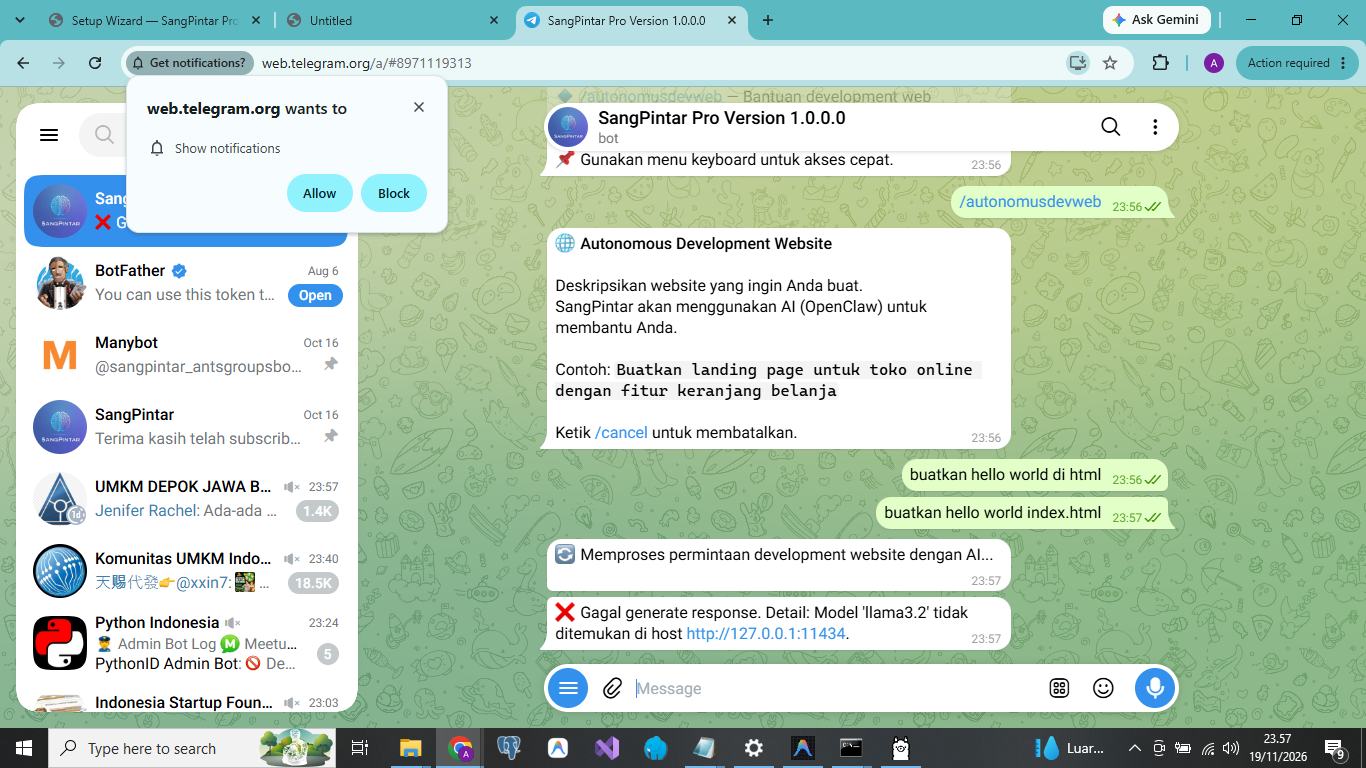 Setup Wizard — SangPintar Pro
Untitled
SangPintar Pro Version 1.0.0.0
Ask Gemini
Get notifications?
web.telegram.org/a/#8971119313
A
Action required
web.telegram.org wants to
Show notifications
Allow
Block
SANGPINTAR
BotFather
Aug 6
You can use this token t...
Open
M
Manybot
Oct 16
@sangpintar_antsgroupsbo...
SANGPINTAR
SangPintar
Oct 16
Terima kasih telah subscrib...
1d
UMKM DEPOK JAWA B...
23:57
Jenifer Rachel: Ada-ada ...
1.4K
Komunitas UMKM Indo...
23:40
天赐代發👉@xxin7: ...
18.5K
Python Indonesia
23:24
👮 Admin Bot Log Ⓜ Meetu...
PythonID Admin Bot: 🚫 De...
5
Indonesia Startup Foun...
23:03
/autonomusdevweb — Bantuan development web
SangPintar Pro Version 1.0.0.0
bot
📌 Gunakan menu keyboard untuk akses cepat.
23:56
/autonomusdevweb
23:56
🌐 Autonomous Development Website
Deskripsikan website yang ingin Anda buat.
SangPintar akan menggunakan AI (OpenClaw) untuk
membantu Anda.
Contoh: Buatkan landing page untuk toko online
dengan fitur keranjang belanja
Ketik /cancel untuk membatalkan.
23:56
buatkan hello world di html
23:56
buatkan hello world index.html
23:57
🔄 Memproses permintaan development website dengan AI...
23:57
❌ Gagal generate response. Detail: Model 'llama3.2' tidak
ditemukan di host http://127.0.0.1:11434.
23:57
Message
Type here to search
Luar...
23.57
19/11/2026
9